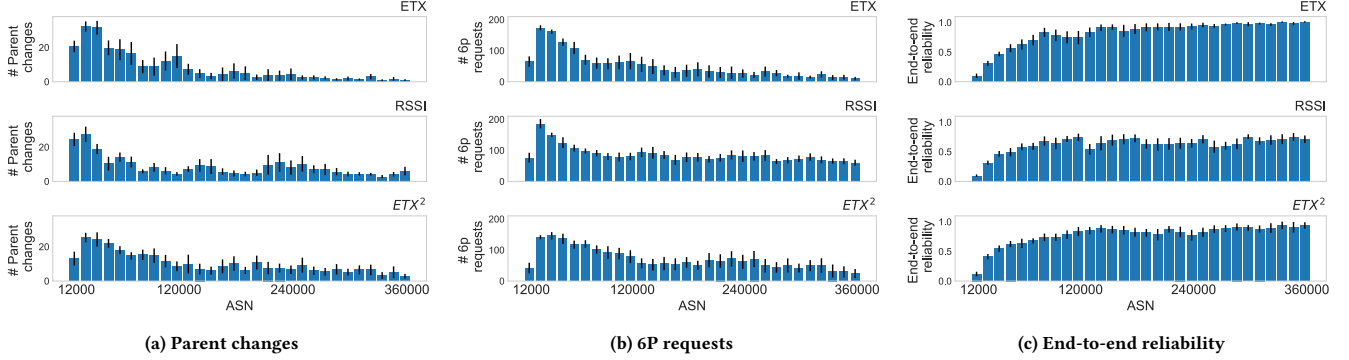 ETX
# Parent
changes
20
0
RSSI
# Parent
changes
20
0
ETX²
# Parent
changes
20
0
12000 120000 240000 360000
ASN
(a) Parent changes
ETX
# 6p
requests
200
100
0
RSSI
# 6p
requests
200
100
0
ETX²
# 6p
requests
200
100
0
12000 120000 240000 360000
ASN
(b) 6P requests
ETX
End-to-end
reliability
1.0
0.5
0.0
RSSI
End-to-end
reliability
1.0
0.5
0.0
ETX²
End-to-end
reliability
1.0
0.5
0.0
12000 120000 240000 360000
ASN
(c) End-to-end reliability